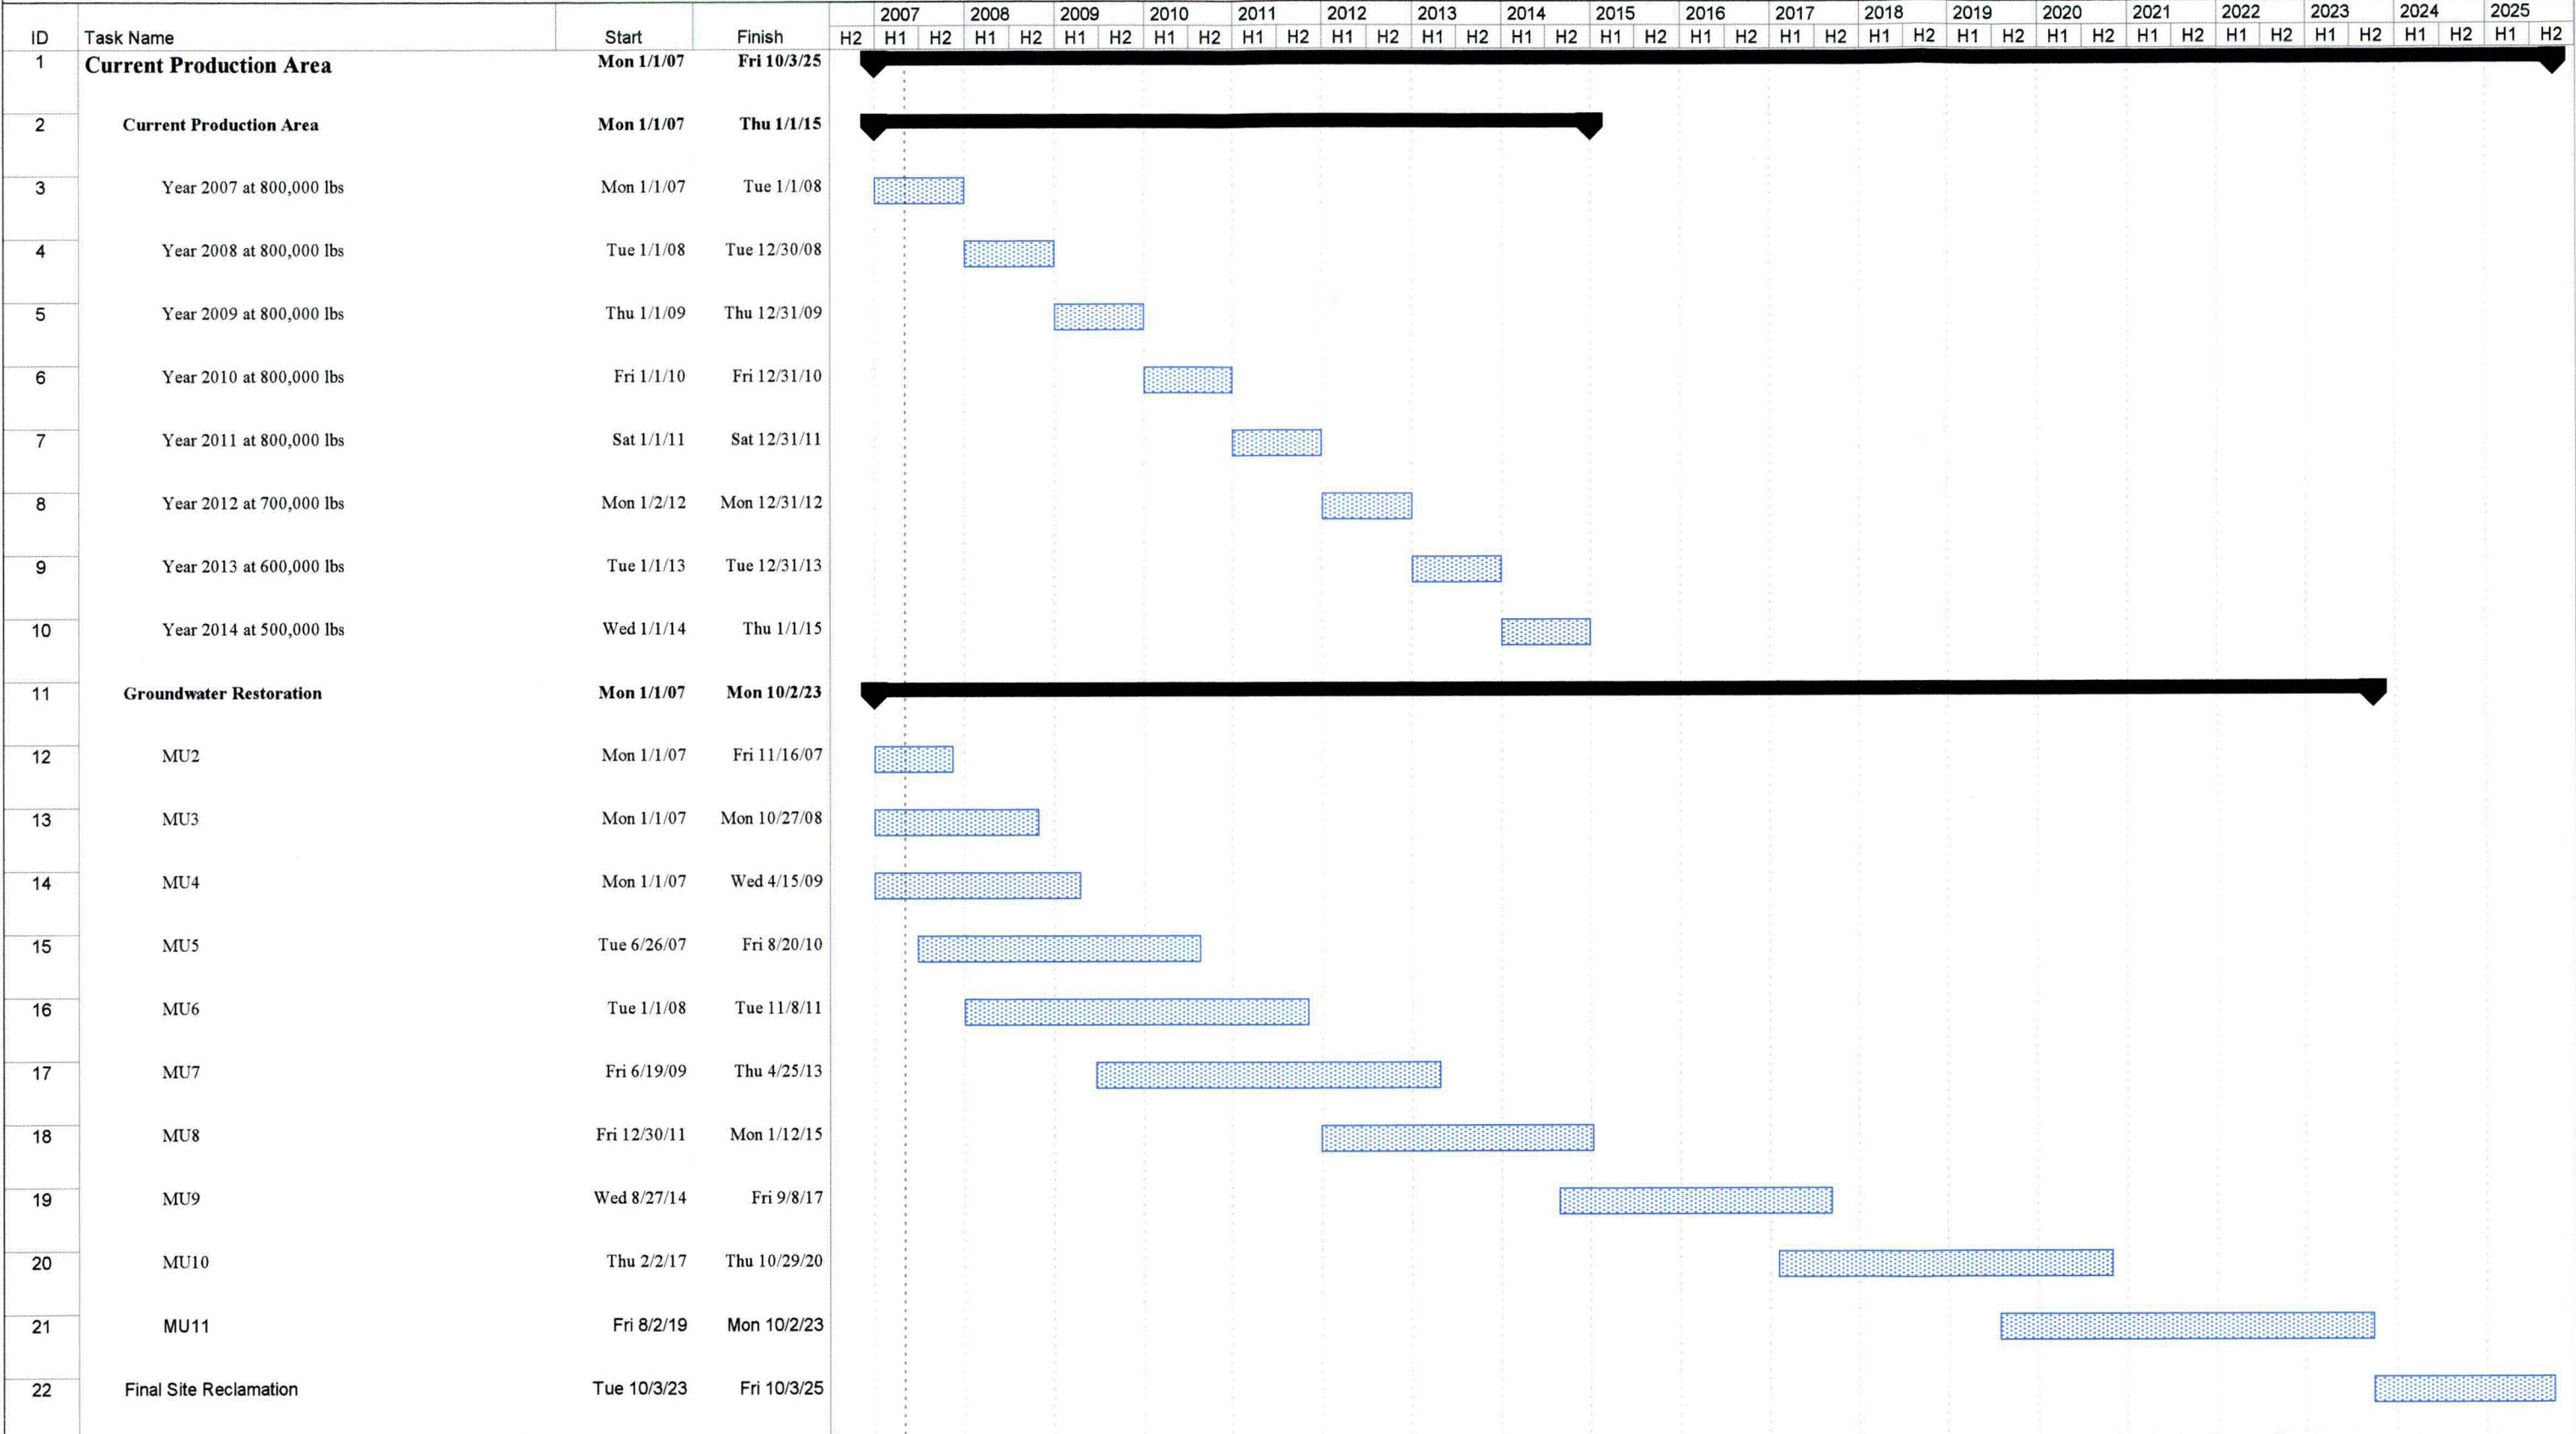 2007 2008 2009 2010 2011 2012 2013 2014 2015 2016 2017 2018 2019 2020 2021 2022 2023 2024 2025
ID Task Name Start Finish H2 H1 H2 H1 H2 H1 H2 H1 H2 H1 H2 H1 H2 H1 H2 H1 H2 H1 H2 H1 H2 H1 H2 H1 H2 H1 H2 H1 H2 H1 H2 H1 H2 H1 H2 H1 H2
1 Current Production Area Mon 1/1/07 Fri 10/3/25
2 Current Production Area Mon 1/1/07 Thu 1/1/15
3 Year 2007 at 800,000 lbs Mon 1/1/07 Tue 1/1/08
4 Year 2008 at 800,000 lbs Tue 1/1/08 Tue 12/30/08
5 Year 2009 at 800,000 lbs Thu 1/1/09 Thu 12/31/09
6 Year 2010 at 800,000 lbs Fri 1/1/10 Fri 12/31/10
7 Year 2011 at 800,000 lbs Sat 1/1/11 Sat 12/31/11
8 Year 2012 at 700,000 lbs Mon 1/2/12 Mon 12/31/12
9 Year 2013 at 600,000 lbs Tue 1/1/13 Tue 12/31/13
10 Year 2014 at 500,000 lbs Wed 1/1/14 Thu 1/1/15
11 Groundwater Restoration Mon 1/1/07 Mon 10/2/23
12 MU2 Mon 1/1/07 Fri 11/16/07
13 MU3 Mon 1/1/07 Mon 10/27/08
14 MU4 Mon 1/1/07 Wed 4/15/09
15 MU5 Tue 6/26/07 Fri 8/20/10
16 MU6 Tue 1/1/08 Tue 11/8/11
17 MU7 Fri 6/19/09 Thu 4/25/13
18 MU8 Fri 12/30/11 Mon 1/12/15
19 MU9 Wed 8/27/14 Fri 9/8/17
20 MU10 Thu 2/2/17 Thu 10/29/20
21 MU11 Fri 8/2/19 Mon 10/2/23
22 Final Site Reclamation Tue 10/3/23 Fri 10/3/25